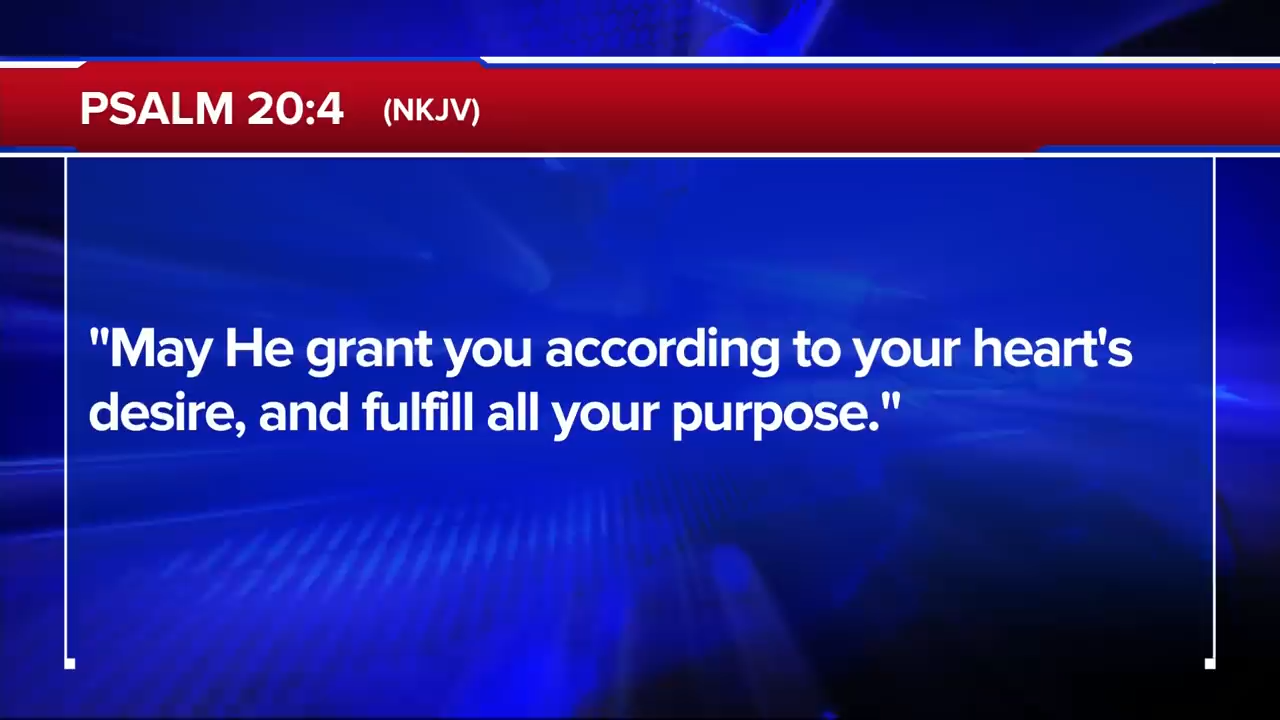 PSALM 20:4 (NKJV)
"May He grant you according to your heart's
desire, and fulfill all your purpose."